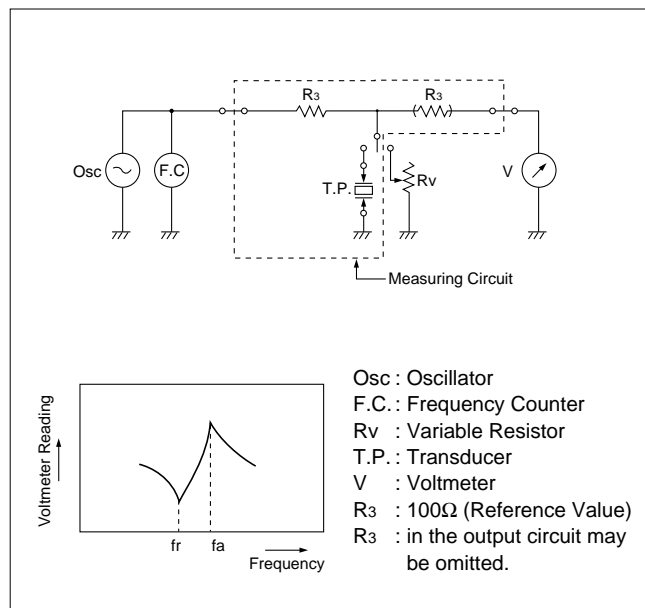 R3
R3
Osc
F.C
T.P.
Rv
V
Measuring Circuit
Voltmeter Reading
fr
fa
Frequency
Osc : Oscillator
F.C. : Frequency Counter
Rv : Variable Resistor
T.P. : Transducer
V : Voltmeter
R3 : 100Ω (Reference Value)
R3 : in the output circuit may
be omitted.